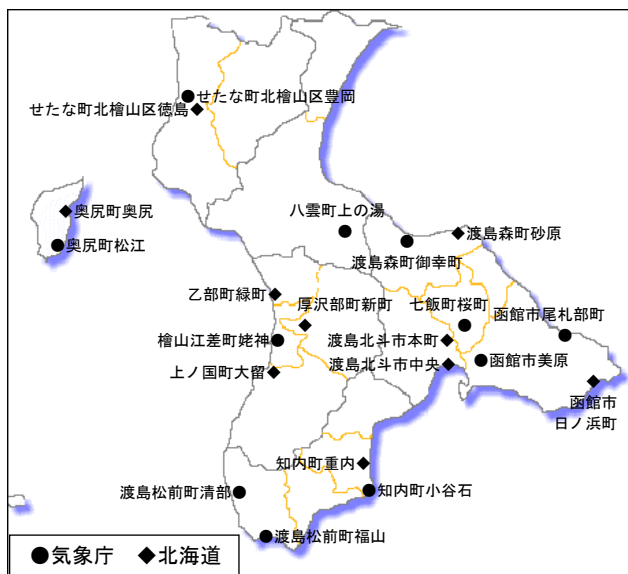 ●せたな町北檜山区豊岡
せたな町北檜山区徳島◆
◆奥尻町奥尻
●奥尻町松江
八雲町上の湯
●
●
渡島森町御幸町
◆渡島森町砂原
乙部町緑町◆
厚沢部町新町
◆
七飯町桜町
●
函館市尾札部町
●
檜山江差町姥神●
渡島北斗市本町◆
上ノ国町大留◆
渡島北斗市中央◆
●函館市美原
◆
函館市
日ノ浜町
知内町重内◆
渡島松前町清部●
●知内町小谷石
●渡島松前町福山
●気象庁 ◆北海道